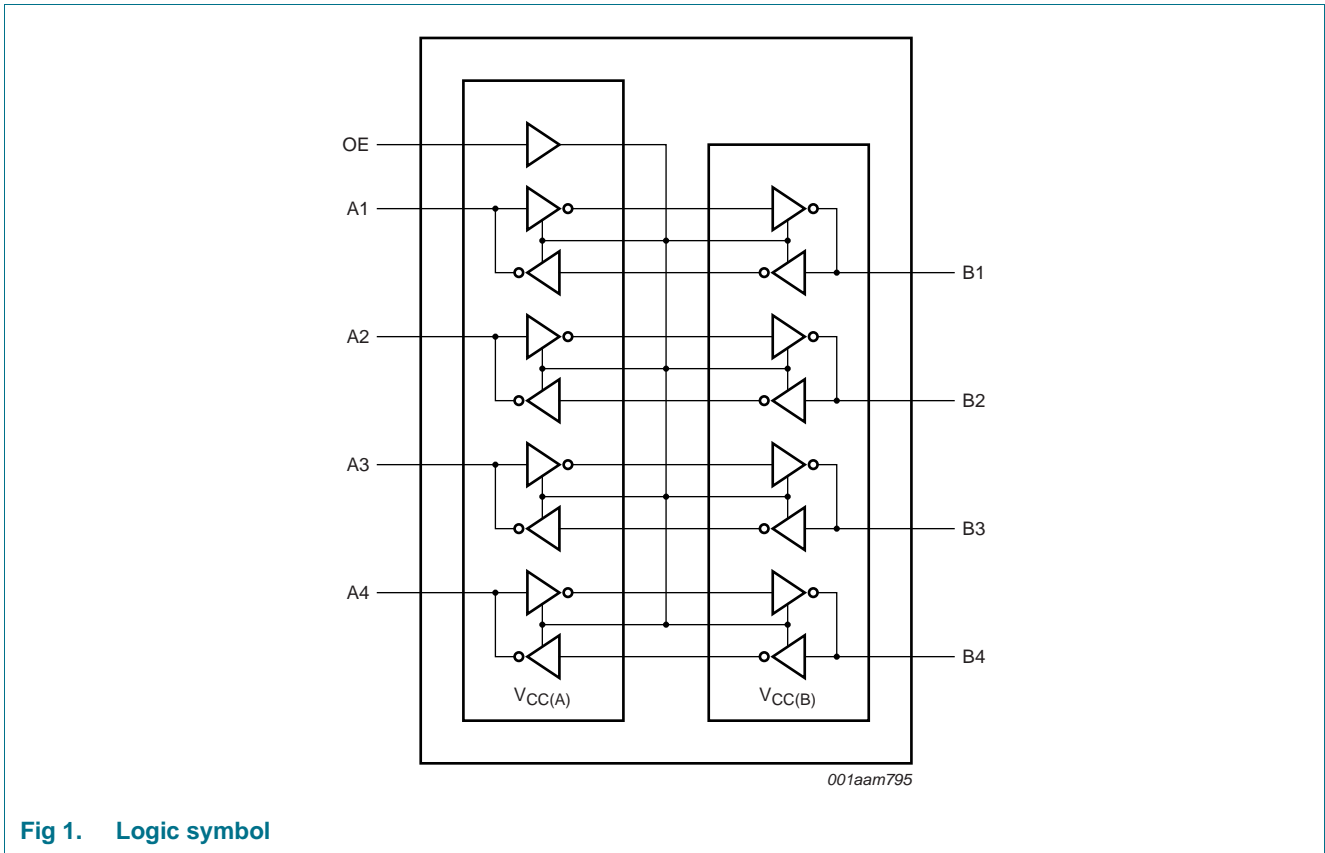 OE
A1
B1
A2
B2
A3
B3
A4
B4
VCC(A)
VCC(B)
001aam795
Fig 1. Logic symbol